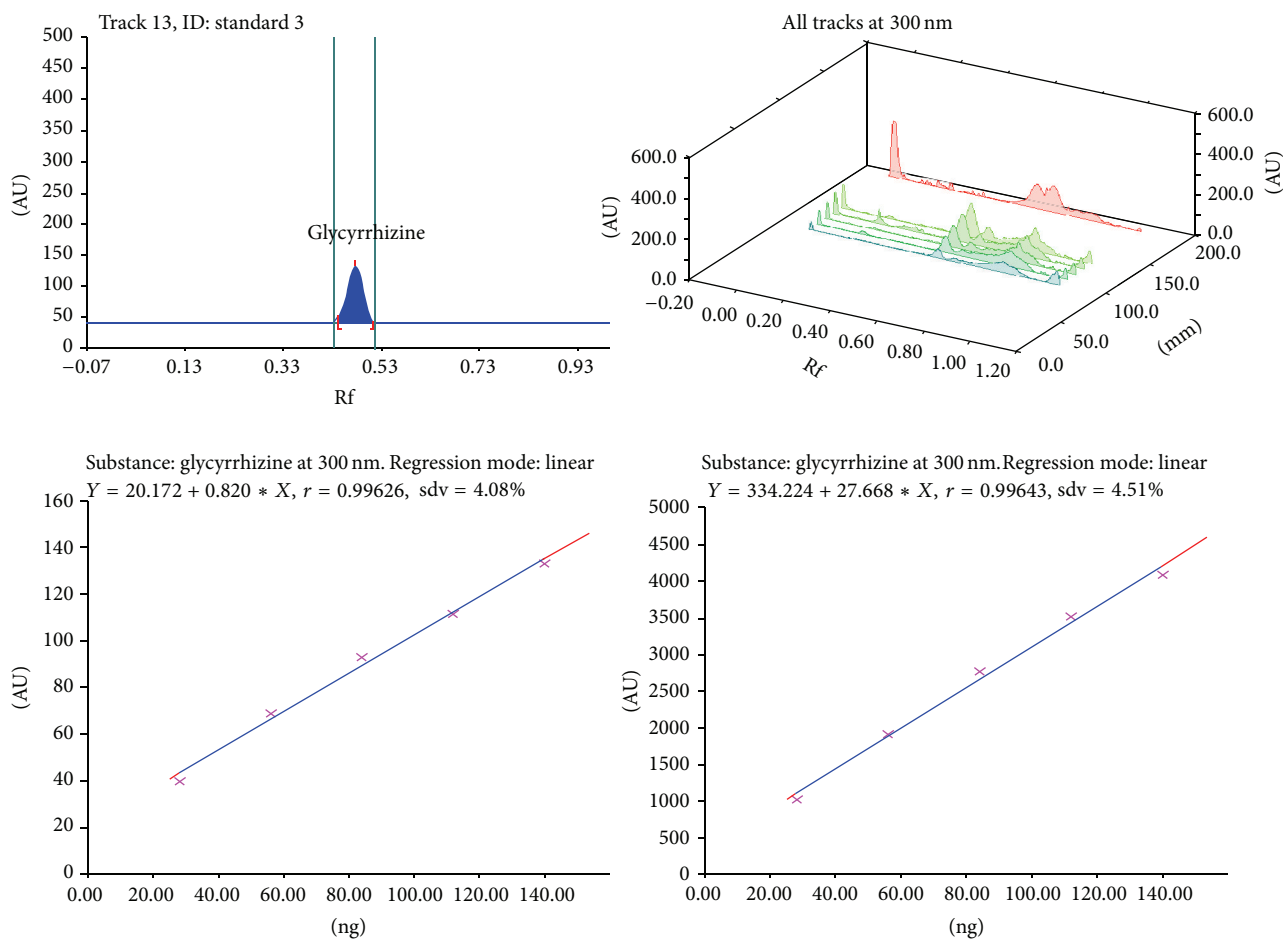 Track 13, ID: standard 3
500
450
400
350
300
250
200
150
100
50
0
(AU)
Glycyrrhizine
−0.07 0.13 0.33 0.53 0.73 0.93
Rf
All tracks at 300 nm
600.0
400.0
200.0
0.0
(AU)
600.0
400.0
200.0
0.0
(AU)
−0.20 0.00 0.20 0.40 0.60 0.80 1.00 1.20
Rf
0.0 50.0 100.0 150.0 200.0
(mm)
Substance: glycyrrhizine at 300 nm. Regression mode: linear
Y = 20.172 + 0.820 ∗ X, r = 0.99626, sdv = 4.08%
160
140
120
100
80
60
40
20
0
(AU)
0.00 20.00 40.00 60.00 80.00 100.00 120.00 140.00
(ng)
Substance: glycyrrhizine at 300 nm. Regression mode: linear
Y = 334.224 + 27.668 ∗ X, r = 0.99643, sdv = 4.51%
5000
4500
4000
3500
3000
2500
2000
1500
1000
500
0
(AU)
0.00 20.00 40.00 60.00 80.00 100.00 120.00 140.00
(ng)